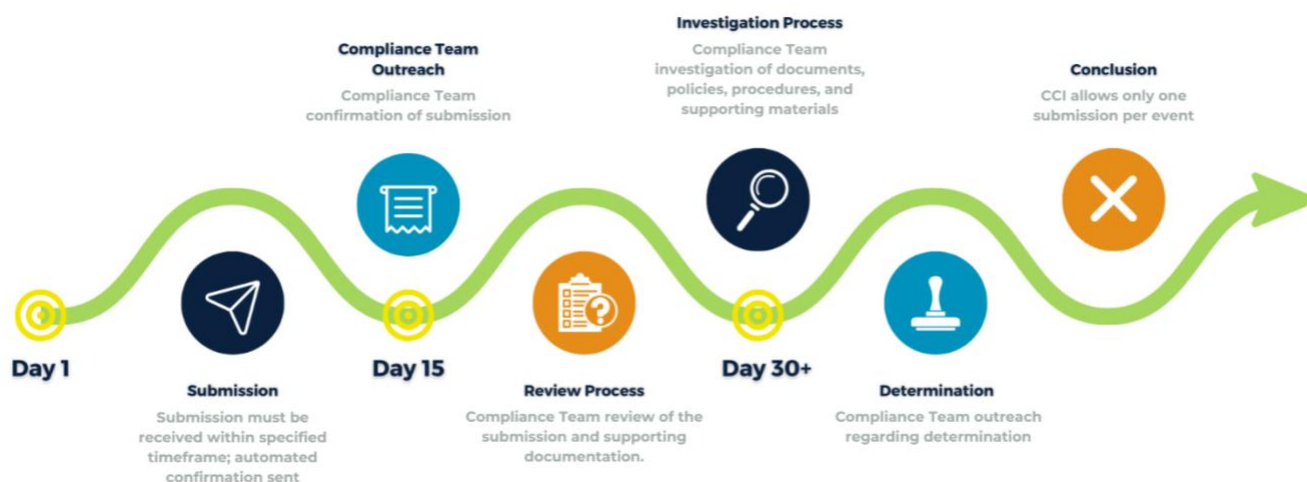 Investigation Process
Compliance Team
investigation of documents,
policies, procedures, and
supporting materials
Compliance Team
Outreach
Compliance Team
confirmation of submission
Conclusion
CCI allows only one
submission per event
Day 1
Day 15
Day 30+
Submission
Submission must be
received within specified
timeframe; automated
confirmation sent
Review Process
Compliance Team review of the
submission and supporting
documentation.
Determination
Compliance Team outreach
regarding determination
?